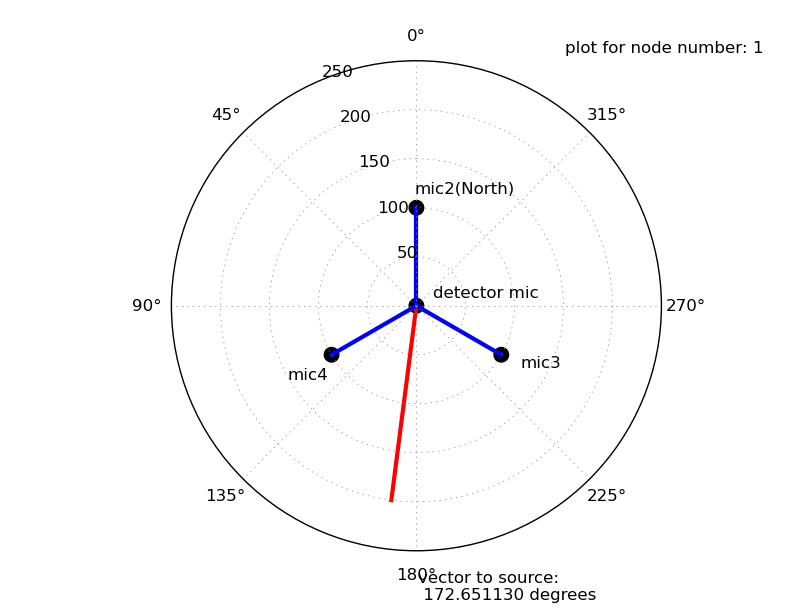 0°
plot for node number: 1
250
45°
315°
200
150
mic2(North)
100
50
detector mic
90°
270°
mic3
mic4
135°
225°
180°
vector to source:
172.651130 degrees